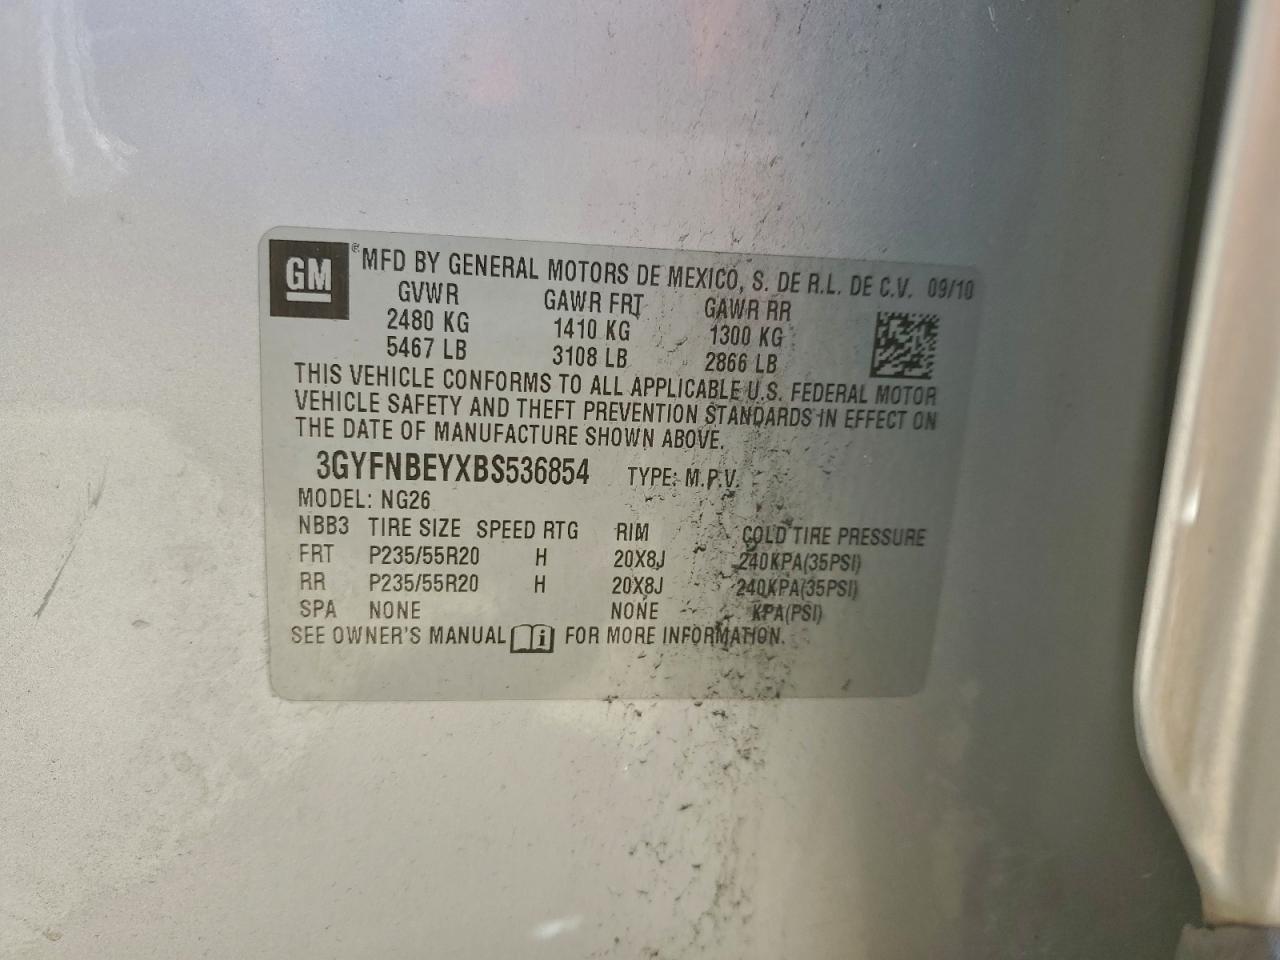 GM ® MFD BY GENERAL MOTORS DE MEXICO, S. DE R.L. DE C.V. 09/10
GVWR GAWR FRT GAWR RR
2480 KG 1410 KG 1300 KG
5467 LB 3108 LB 2866 LB
THIS VEHICLE CONFORMS TO ALL APPLICABLE U.S. FEDERAL MOTOR
VEHICLE SAFETY AND THEFT PREVENTION STANDARDS IN EFFECT ON
THE DATE OF MANUFACTURE SHOWN ABOVE.
3GYFNBEYXBS536854 TYPE: M.P.V.
MODEL: NG26
NBB3 TIRE SIZE SPEED RTG RIM COLD TIRE PRESSURE
FRT P235/55R20 H 20X8J 240KPA(35PSI)
RR P235/55R20 H 20X8J 240KPA(35PSI)
SPA NONE NONE KPA(PSI)
SEE OWNER'S MANUAL i FOR MORE INFORMATION.